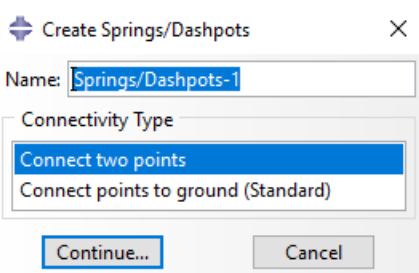 Create Springs/Dashpots
Name: Springs/Dashpots-1
Connectivity Type
Connect two points
Connect points to ground (Standard)
Continue... Cancel